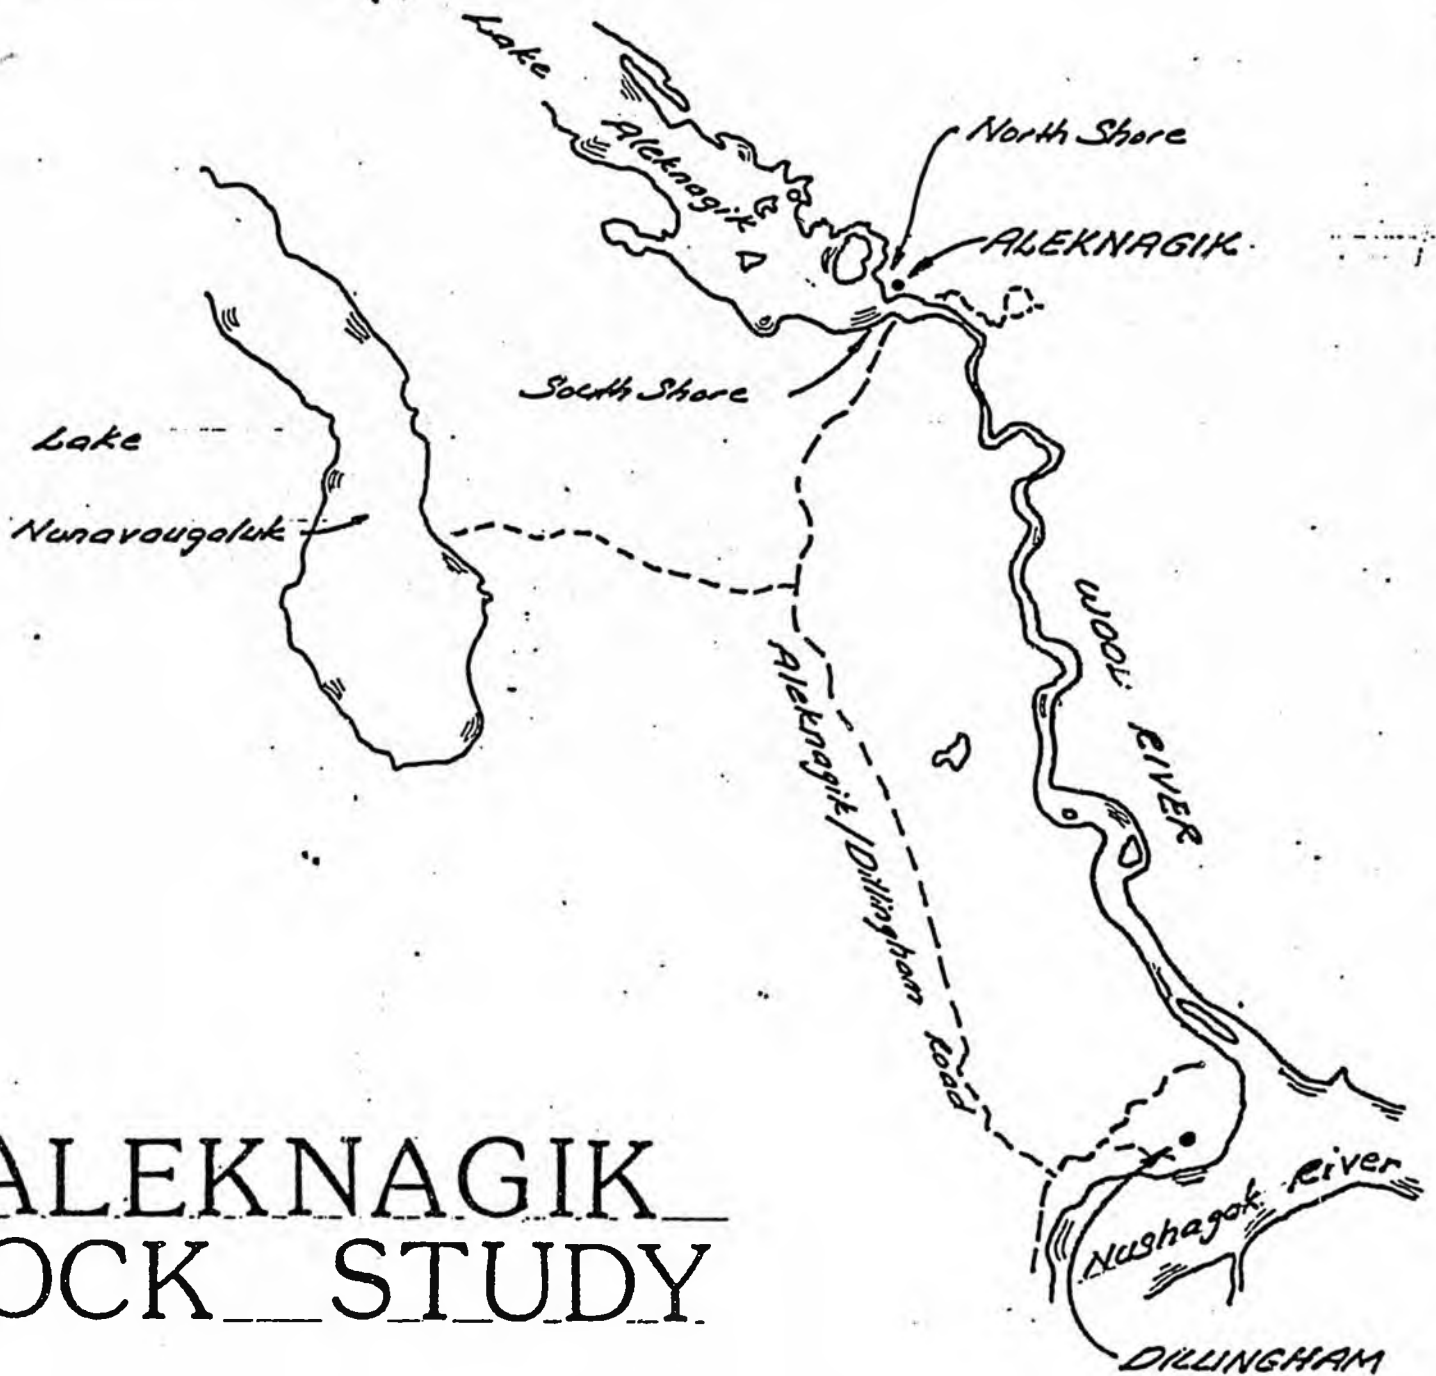 Lake
Aleknagik
North Shore
ALEKNAGIK
South Shore
Lake
Nunavaugaluk
WOOD RIVER
Aleknagik/Dillingham Road
ALEKNAGIK
OCK STUDY
Nushagak River
DILLINGHAM